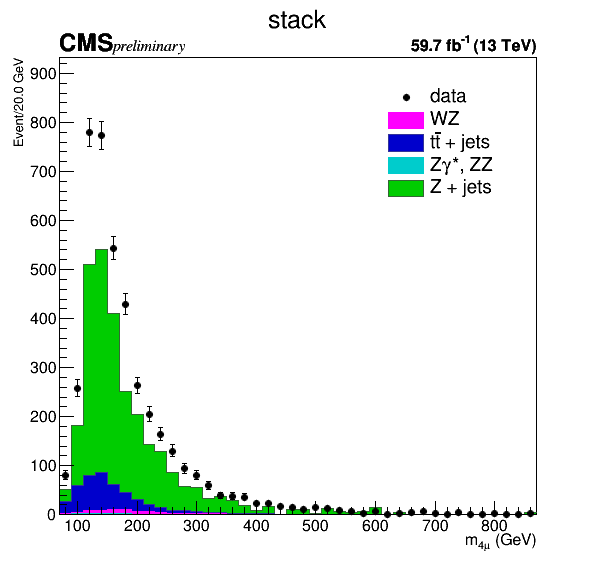 stack
CMS preliminary
59.7 fb⁻¹ (13 TeV)
Event/20.0 GeV
900
800
700
600
500
400
300
200
100
0
data
WZ
tt̄ + jets
Zγ*, ZZ
Z + jets
100 200 300 400 500 600 700 800
m4μ (GeV)